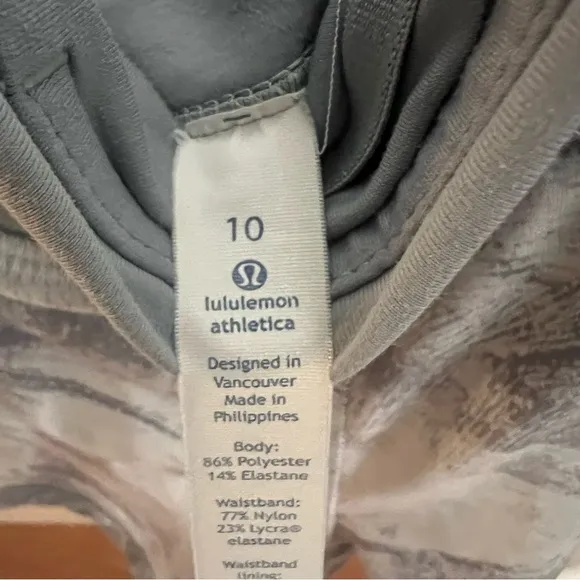 10
lululemon
athletica
Designed in
Vancouver
Made in
Philippines
Body:
86% Polyester
14% Elastane
Waistband:
77% Nylon
23% Lycra®
elastane
Waistband
lining: